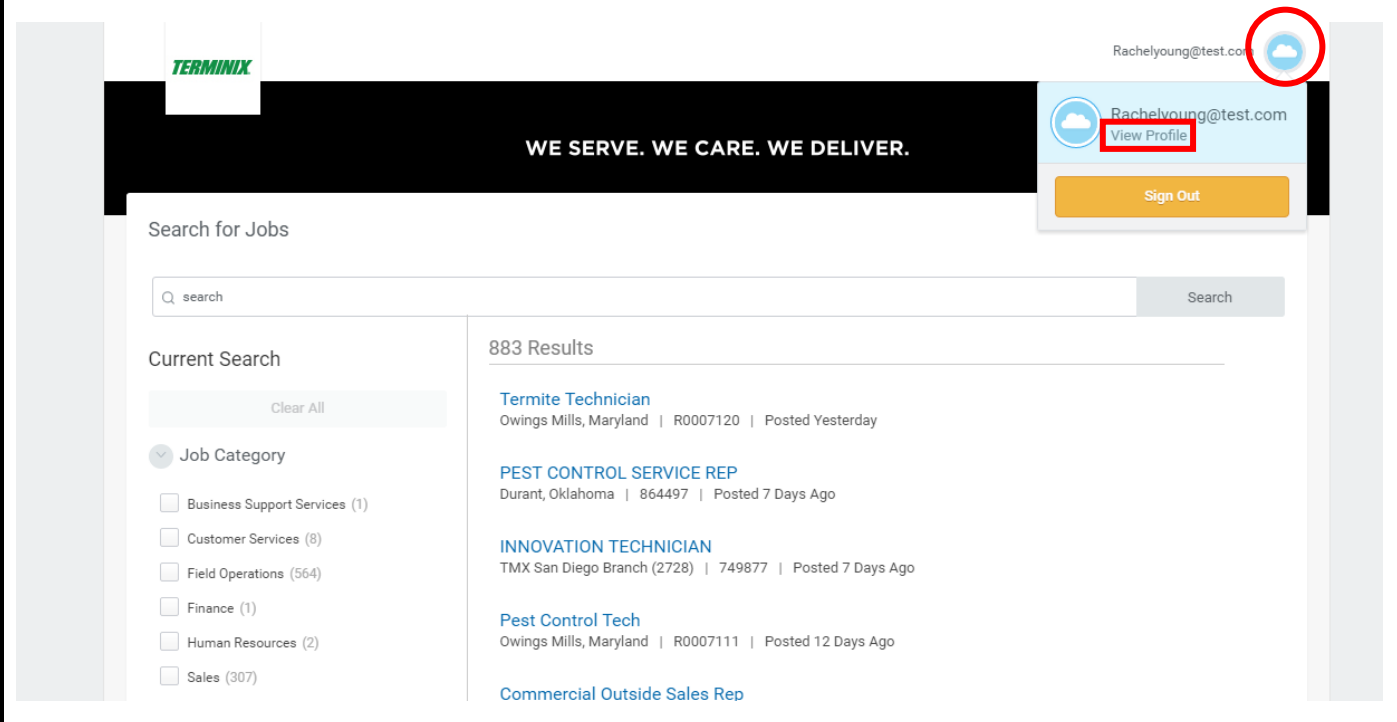 TERMINIX
Rachelyoung@test.com
Rachelyoung@test.com
View Profile
Sign Out
WE SERVE. WE CARE. WE DELIVER.
Search for Jobs
search
Search
Current Search
Clear All
Job Category
Business Support Services (1)
Customer Services (8)
Field Operations (564)
Finance (1)
Human Resources (2)
Sales (307)
883 Results
Termite Technician
Owings Mills, Maryland | R0007120 | Posted Yesterday
PEST CONTROL SERVICE REP
Durant, Oklahoma | 864497 | Posted 7 Days Ago
INNOVATION TECHNICIAN
TMX San Diego Branch (2728) | 749877 | Posted 7 Days Ago
Pest Control Tech
Owings Mills, Maryland | R0007111 | Posted 12 Days Ago
Commercial Outside Sales Rep